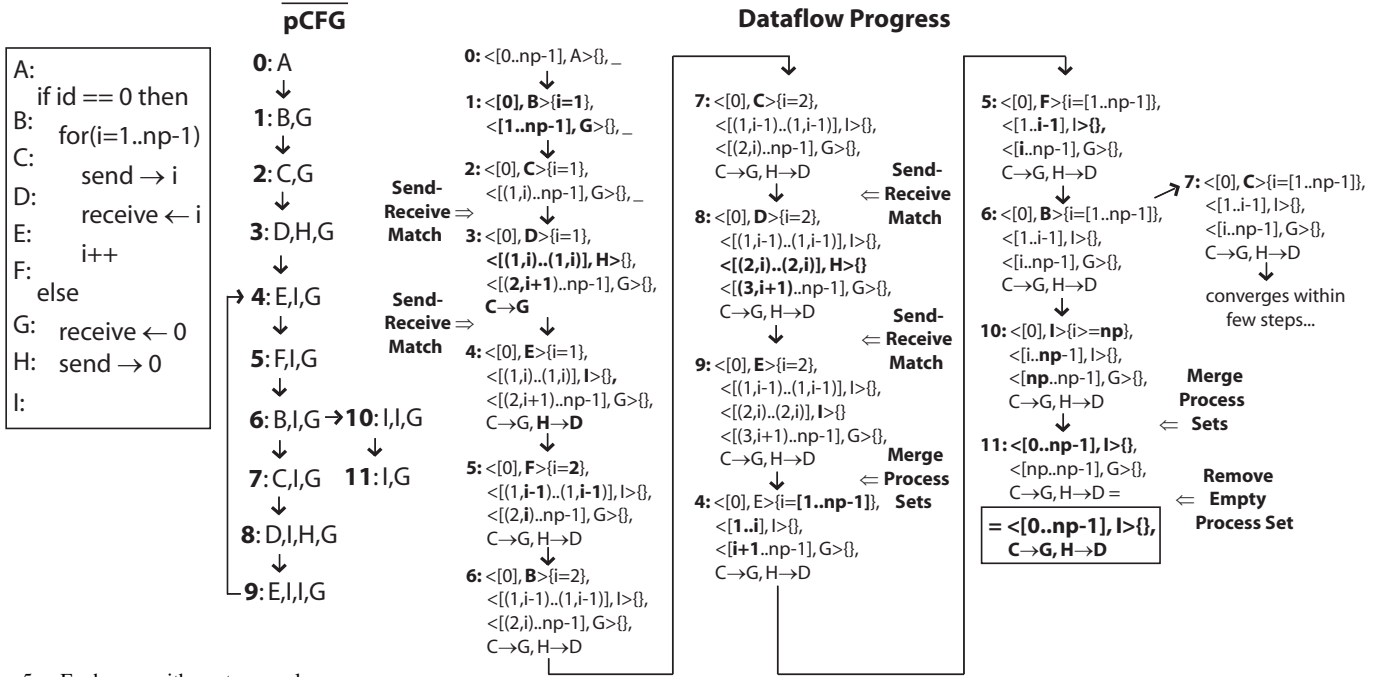 pCFG
Dataflow Progress
A:
if id == 0 then
B:
for(i=1..np-1)
C:
send → i
D:
receive ← i
E:
i++
F:
else
G: receive ← 0
H: send → 0
I:
0: A
1: B,G
2: C,G
3: D,H,G
4: E,I,G
5: F,I,G
6: B,I,G → 10: I,I,G
7: C,I,G 11: I,G
8: D,I,H,G
9: E,I,I,G
0: <[0..np-1], A>{}, _
1: <[0], B>{i=1},
<[1..np-1], G>{}, _
2: <[0], C>{i=1},
<[(1,i)..np-1], G>{}, _
Send-
Receive ⇒
Match
3: <[0], D>{i=1},
<[(1,i)..(1,i)], H>{},
<[(2,i+1)..np-1], G>{},
C→G
Send-
Receive ⇒
Match
4: <[0], E>{i=1},
<[(1,i)..(1,i)], I>{},
<[(2,i+1)..np-1], G>{},
C→G, H→D
5: <[0], F>{i=2},
<[(1,i-1)..(1,i-1)], I>{},
<[(2,i)..np-1], G>{},
C→G, H→D
6: <[0], B>{i=2},
<[(1,i-1)..(1,i-1)], I>{},
<[(2,i)..np-1], G>{},
C→G, H→D
7: <[0], C>{i=2},
<[(1,i-1)..(1,i-1)], I>{},
<[(2,i)..np-1], G>{},
C→G, H→D
Send-
⇐ Receive
Match
8: <[0], D>{i=2},
<[(1,i-1)..(1,i-1)], I>{},
<[(2,i)..(2,i)], H>{}
<[(3,i+1)..np-1], G>{},
C→G, H→D
Send-
⇐ Receive
Match
9: <[0], E>{i=2},
<[(1,i-1)..(1,i-1)], I>{},
<[(2,i)..(2,i)], I>{}
<[(3,i+1)..np-1], G>{},
C→G, H→D
Merge
⇐ Process
Sets
4: <[0], E>{i=[1..np-1]},
<[1..i], I>{},
<[i+1..np-1], G>{},
C→G, H→D
5: <[0], F>{i=[1..np-1]},
<[1..i-1], I>{},
<[i..np-1], G>{},
C→G, H→D
6: <[0], B>{i=[1..np-1]},
<[1..i-1], I>{},
<[i..np-1], G>{},
C→G, H→D
7: <[0], C>{i=[1..np-1]},
<[1..i-1], I>{},
<[i..np-1], G>{},
C→G, H→D
converges within
few steps...
10: <[0], I>{i>=np},
<[i..np-1], I>{},
<[np..np-1], G>{},
C→G, H→D
Merge
Process
⇐ Sets
11: <[0..np-1], I>{},
<[np..np-1], G>{},
C→G, H→D =
Remove
⇐ Empty
Process Set
= <[0..np-1], I>{},
C→G, H→D